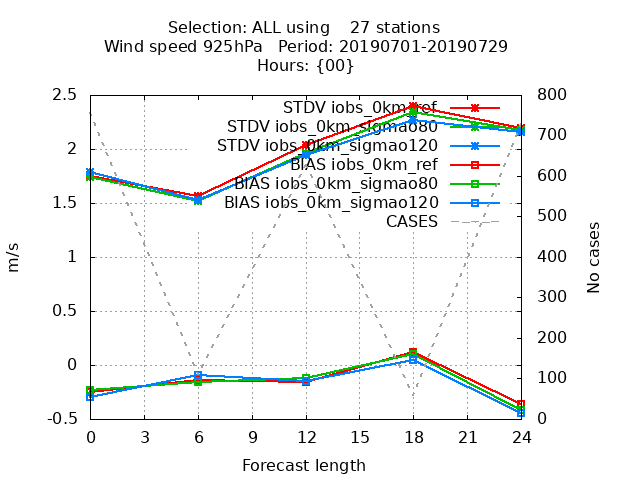 Selection: ALL using    27 stations
Wind speed 925hPa   Period: 20190701-20190729
Hours: {00}
2.5
2
1.5
1
0.5
0
-0.5
m/s
STDV iobs_0km_ref
STDV iobs_0km_sigmao80
STDV iobs_0km_sigmao120
BIAS iobs_0km_ref
BIAS iobs_0km_sigmao80
BIAS iobs_0km_sigmao120
CASES
800
700
600
500
400
300
200
100
0
No cases
0 3 6 9 12 15 18 21 24
Forecast length